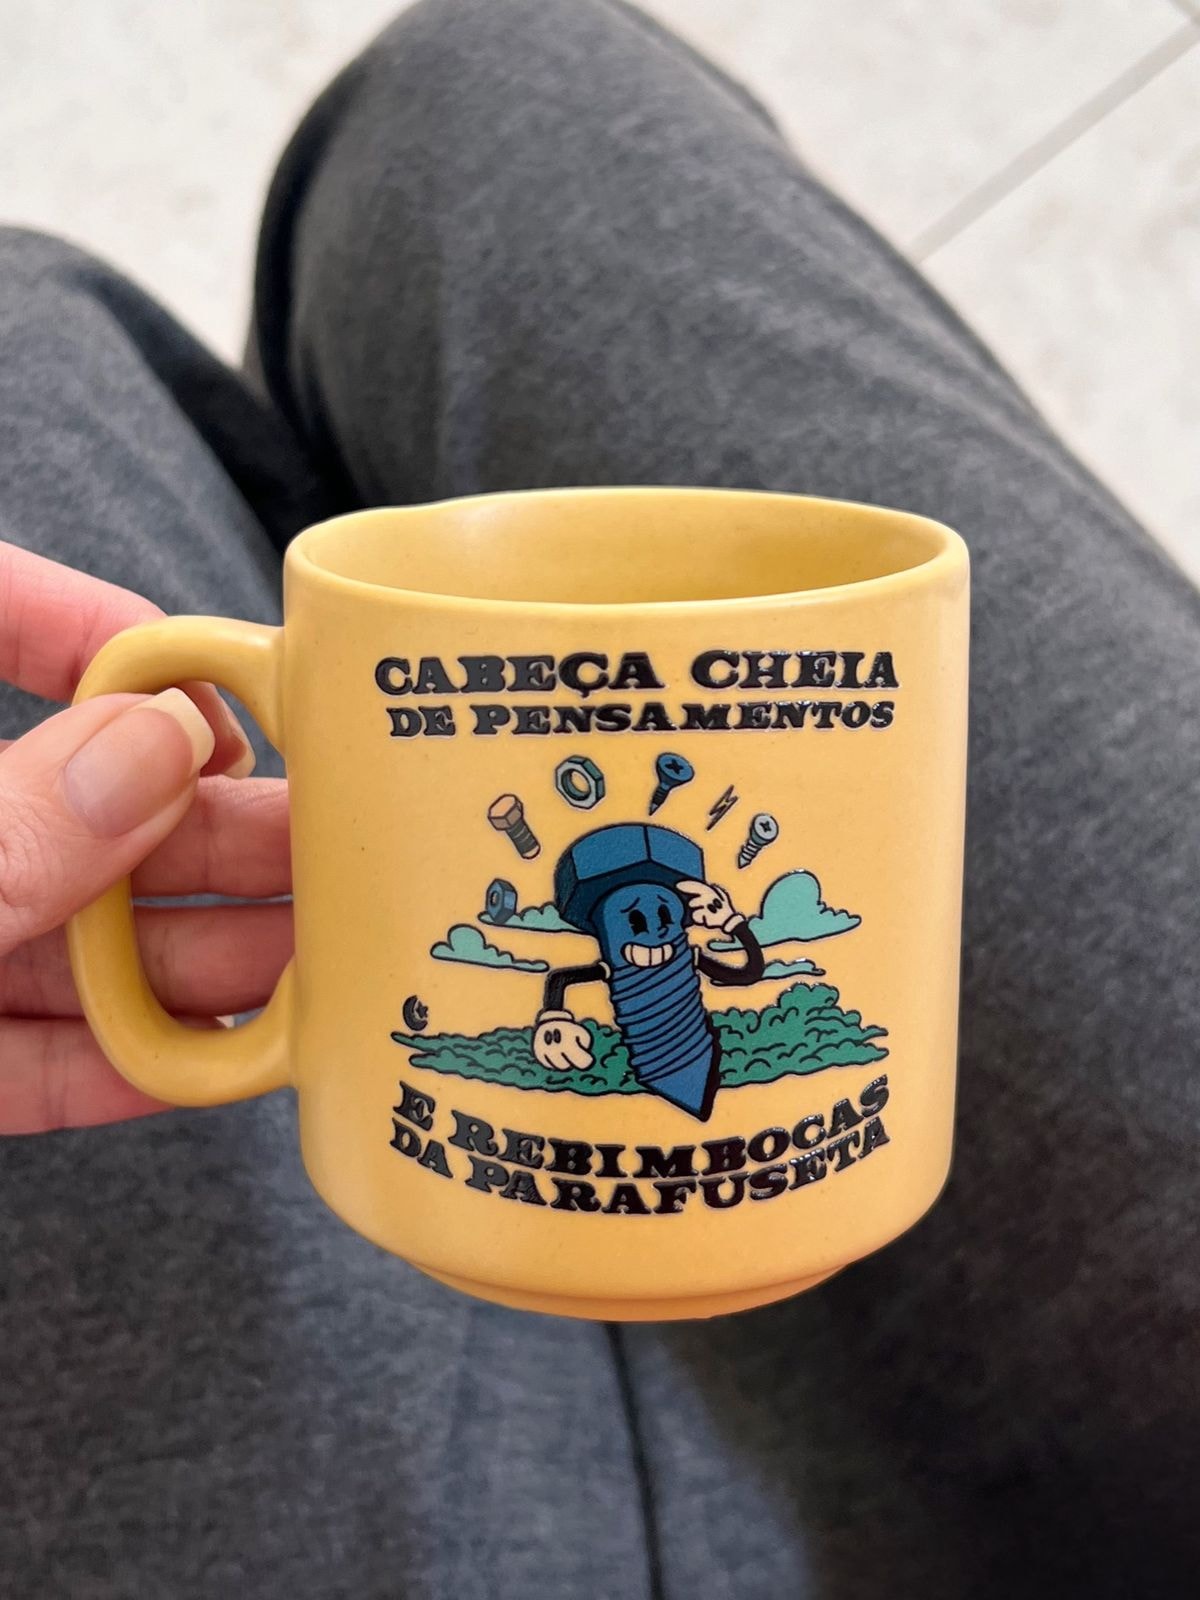 CABEÇA CHEIA
DE PENSAMENTOS
E REBIMBOCAS
DA PARAFUSETA